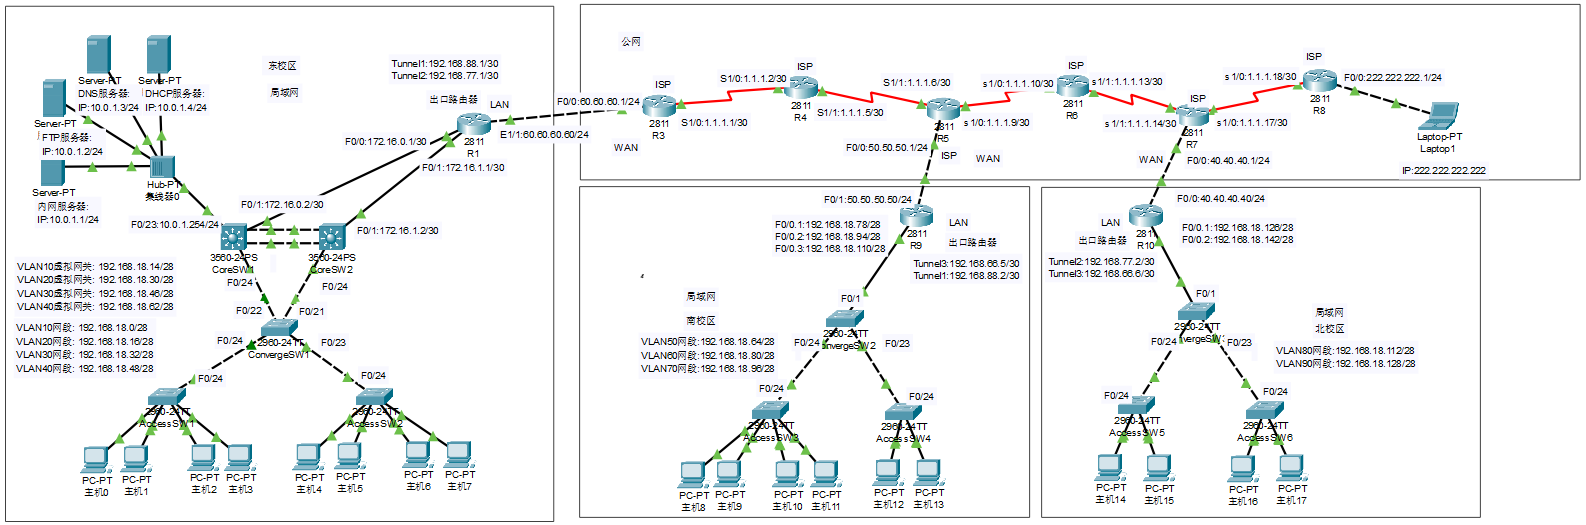 东校区
局域网
Tunnel1:192.168.88.1/30
Tunnel2:192.168.77.1/30
出口路由器
LAN
Server-PT
DNS服务器:
IP:10.0.1.3/24
Server-PT
DHCP服务器:
IP:10.0.1.4/24
Server-PT
FTP服务器:
IP:10.0.1.2/24
Server-PT
内网服务器:
IP:10.0.1.1/24
Hub-PT
集线器0
F0/23:10.0.1.254/24
F0/0:172.16.0.1/30
2811
R1
E1/1:60.60.60.60/24
F0/1:172.16.1.1/30
F0/1:172.16.0.2/30
F0/1:172.16.1.2/30
3560-24PS
CoreSW1
3560-24PS
CoreSW2
F0/24
F0/24
VLAN10虚拟网关: 192.168.18.14/28
VLAN20虚拟网关: 192.168.18.30/28
VLAN30虚拟网关: 192.168.18.46/28
VLAN40虚拟网关: 192.168.18.62/28
VLAN10网段: 192.168.18.0/28
VLAN20网段: 192.168.18.16/28
VLAN30网段: 192.168.18.32/28
VLAN40网段: 192.168.18.48/28
F0/22
F0/21
2960-24TT
ConvergeSW1
F0/24
F0/23
F0/24
F0/24
2960-24TT
AccessSW1
2960-24TT
AccessSW2
PC-PT
主机0
PC-PT
主机1
PC-PT
主机2
PC-PT
主机3
PC-PT
主机4
PC-PT
主机5
PC-PT
主机6
PC-PT
主机7
公网
ISP
F0/0:60.60.60.1/24
2811
R3
S1/0:1.1.1.1/30
WAN
S1/0:1.1.1.2/30
ISP
2811
R4
S1/1:1.1.1.5/30
S1/1:1.1.1.6/30
2811
R5
ISP
F0/0:50.50.50.1/24
s1/0:1.1.1.9/30
WAN
s1/0:1.1.1.10/30
ISP
2811
R6
s1/1:1.1.1.13/30
s1/1:1.1.1.14/30
ISP
2811
R7
F0/0:40.40.40.1/24
WAN
s1/0:1.1.1.17/30
s1/0:1.1.1.18/30
ISP
2811
R8
F0/0:222.222.222.1/24
Laptop-PT
Laptop1
IP:222.222.222.222
F0/1:50.50.50.50/24
F0/0.1:192.168.18.78/28
F0/0.2:192.168.18.94/28
F0/0.3:192.168.18.110/28
2811
R9
LAN
出口路由器
Tunnel3:192.168.66.5/30
Tunnel1:192.168.88.2/30
局域网
南校区
VLAN50网段:192.168.18.64/28
VLAN60网段:192.168.18.80/28
VLAN70网段:192.168.18.96/28
F0/1
2960-24TT
onvergeSW2
F0/24
F0/23
F0/24
F0/24
2960-24TT
AccessSW3
2960-24TT
AccessSW4
PC-PT
主机8
PC-PT
主机9
PC-PT
主机10
PC-PT
主机11
PC-PT
主机12
PC-PT
主机13
F0/0:40.40.40.40/24
LAN
出口路由器
2811
R10
F0/0.1:192.168.18.126/28
F0/0.2:192.168.18.142/28
Tunnel2:192.168.77.2/30
Tunnel3:192.168.66.6/30
F0/1
2960-24TT
局域网
北校区
VLAN80网段:192.168.18.112/28
VLAN90网段:192.168.18.128/28
F0/24
F0/23
F0/24
F0/24
2960-24TT
AccessSW5
2960-24TT
AccessSW6
PC-PT
主机14
PC-PT
主机15
PC-PT
主机16
PC-PT
主机17